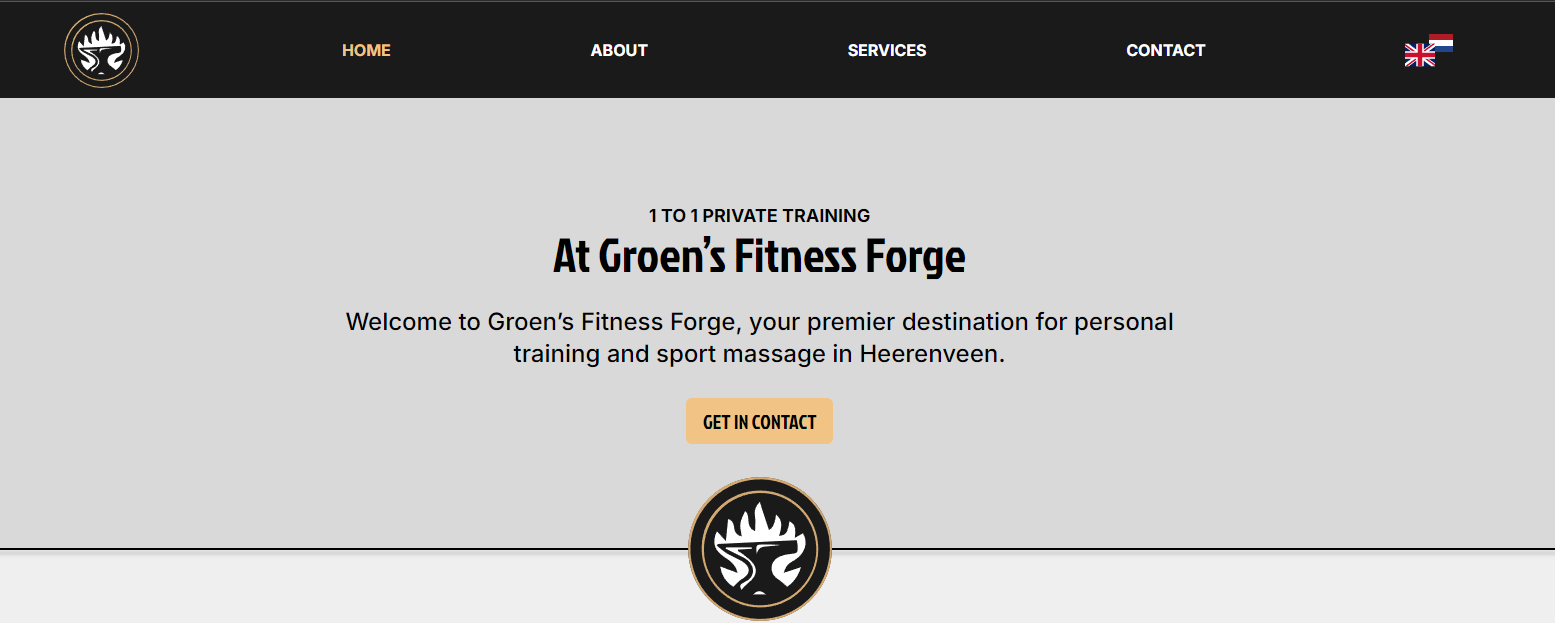 HOME ABOUT SERVICES CONTACT
1 TO 1 PRIVATE TRAINING
At Groen’s Fitness Forge
Welcome to Groen’s Fitness Forge, your premier destination for personal
training and sport massage in Heerenveen.
GET IN CONTACT